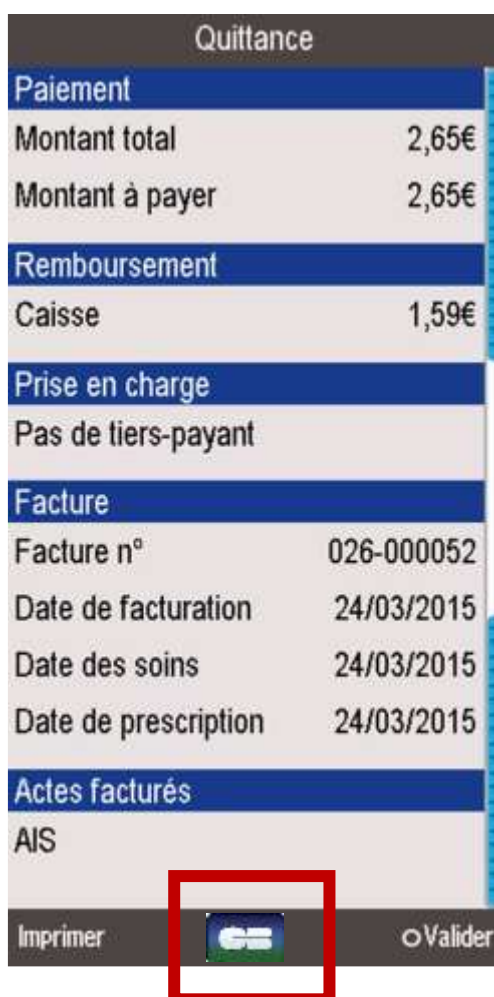 Quittance
Paiement
Montant total 2,65€
Montant à payer 2,65€
Remboursement
Caisse 1,59€
Prise en charge
Pas de tiers-payant
Facture
Facture n° 026-000052
Date de facturation 24/03/2015
Date des soins 24/03/2015
Date de prescription 24/03/2015
Actes facturés
AIS
Imprimer Valider